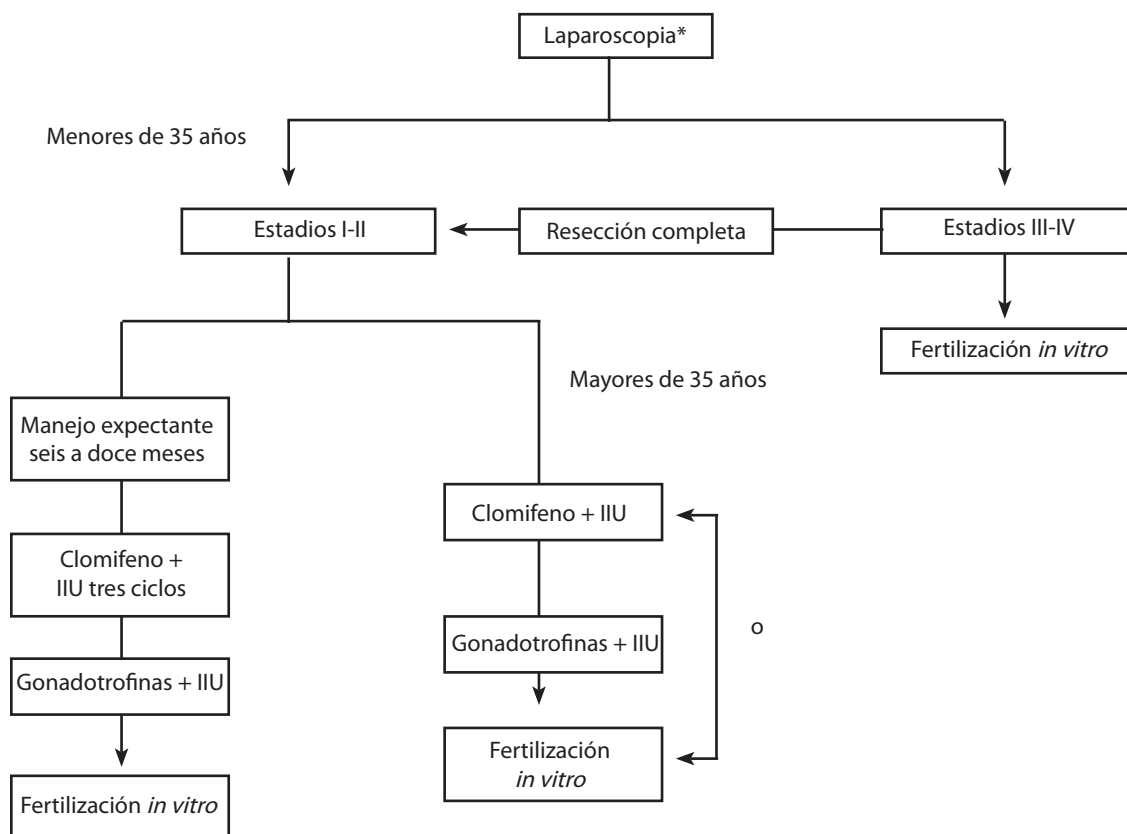 Laparoscopia*
Menores de 35 años
Estadios I-II
Resección completa
Estadios III-IV
Fertilización in vitro
Mayores de 35 años
Manejo expectante
seis a doce meses
Clomifeno + IIU
Clomifeno +
IIU tres ciclos
Gonadotrofinas + IIU
o
Gonadotrofinas + IIU
Fertilización
in vitro
Fertilización in vitro